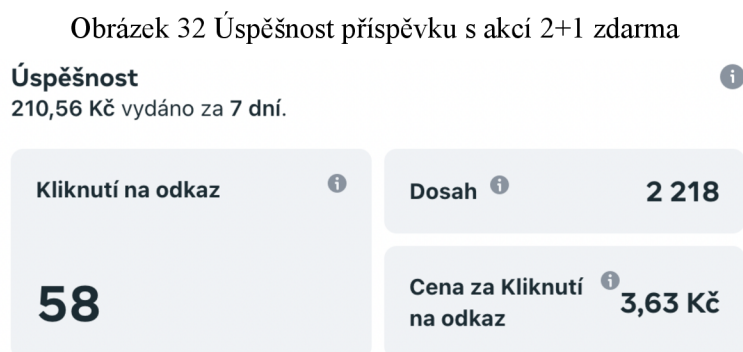 Obrázek 32 Úspěšnost příspěvku s akcí 2+1 zdarma
Úspěšnost
210,56 Kč vydáno za 7 dní.
Kliknutí na odkaz
58
Dosah
2 218
Cena za Kliknutí
na odkaz
3,63 Kč